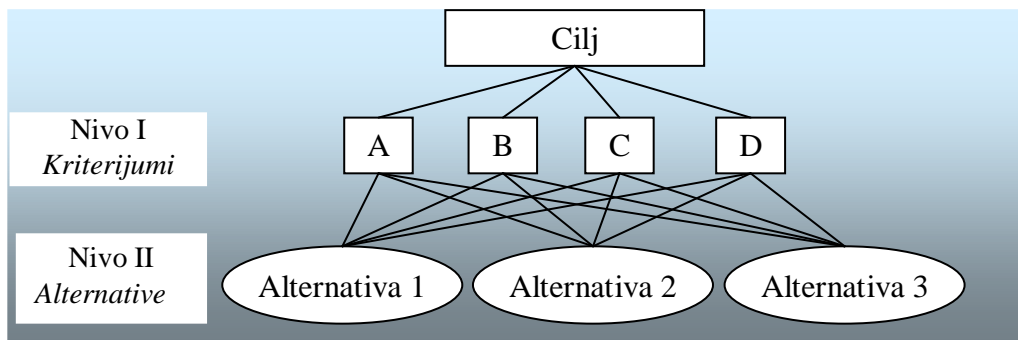 Cilj
Nivo I
Kriterijumi
A B C D
Nivo II
Alternative
Alternativa 1 Alternativa 2 Alternativa 3